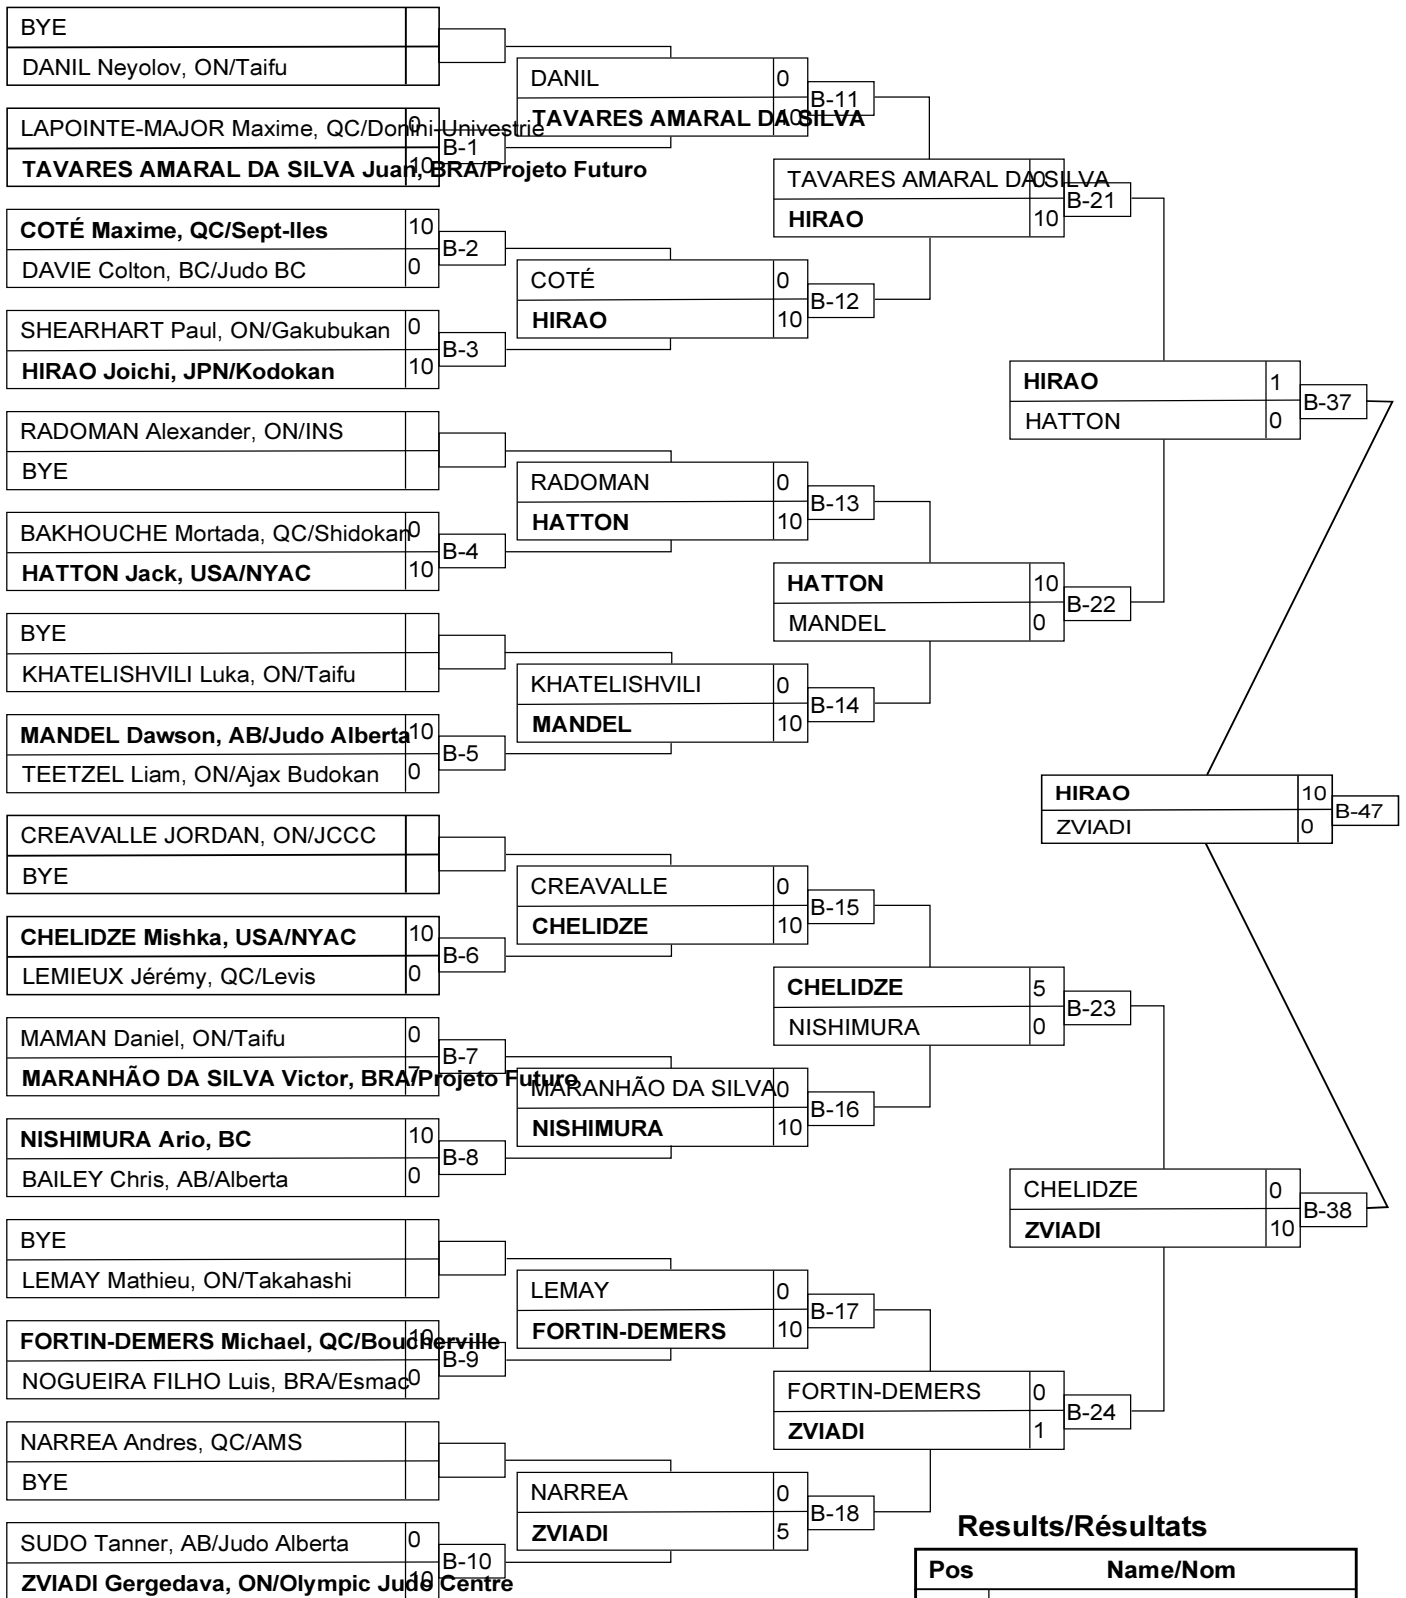 BYE
DANIL Neyolov, ON/Taifu
LAPOINTE-MAJOR Maxime, QC/Donini-Univestrie 0
B-1
TAVARES AMARAL DA SILVA Juan, BRA/Projeto Futuro 10
COTÉ Maxime, QC/Sept-Iles 10
B-2
DAVIE Colton, BC/Judo BC 0
SHEARHART Paul, ON/Gakubukan 0
B-3
HIRAO Joichi, JPN/Kodokan 10
RADOMAN Alexander, ON/INS
BYE
BAKHOUCHE Mortada, QC/Shidokan 0
B-4
HATTON Jack, USA/NYAC 10
BYE
KHATELISHVILI Luka, ON/Taifu
MANDEL Dawson, AB/Judo Alberta 10
B-5
TEETZEL Liam, ON/Ajax Budokan 0
CREAVALLE JORDAN, ON/JCCC
BYE
CHELIDZE Mishka, USA/NYAC 10
B-6
LEMIEUX Jérémy, QC/Levis 0
MAMAN Daniel, ON/Taifu 0
B-7
MARANHÃO DA SILVA Victor, BRA/Projeto Futuro 7
NISHIMURA Ario, BC 10
B-8
BAILEY Chris, AB/Alberta 0
BYE
LEMAY Mathieu, ON/Takahashi
FORTIN-DEMERS Michael, QC/Boucherville 10
B-9
NOGUEIRA FILHO Luis, BRA/Esmac 0
NARREA Andres, QC/AMS
BYE
SUDO Tanner, AB/Judo Alberta 0
B-10
ZVIADI Gergedava, ON/Olympic Judo Centre 10
DANIL 0
B-11
TAVARES AMARAL DA SILVA 10
COTÉ 0
B-12
HIRAO 10
RADOMAN 0
B-13
HATTON 10
KHATELISHVILI 0
B-14
MANDEL 10
CREAVALLE 0
B-15
CHELIDZE 10
MARANHÃO DA SILVA 0
B-16
NISHIMURA 10
LEMAY 0
B-17
FORTIN-DEMERS 10
NARREA 0
B-18
ZVIADI 5
TAVARES AMARAL DA SILVA 0
B-21
HIRAO 10
HATTON 10
B-22
MANDEL 0
CHELIDZE 5
B-23
NISHIMURA 0
FORTIN-DEMERS 0
B-24
ZVIADI 1
HIRAO 1
B-37
HATTON 0
CHELIDZE 0
B-38
ZVIADI 10
HIRAO 10
B-47
ZVIADI 0
Results/Résultats
Pos Name/Nom